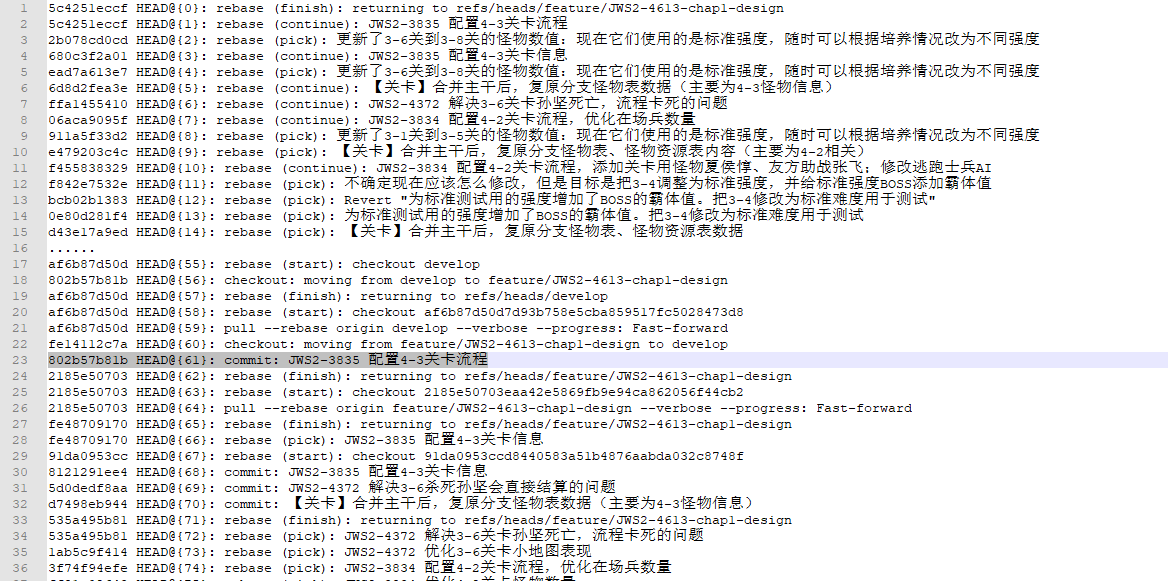 1 5c4251eccf HEAD@{0}: rebase (finish): returning to refs/heads/feature/JWS2-4613-chap1-design
2 5c4251eccf HEAD@{1}: rebase (continue): JWS2-3835 配置4-3关卡流程
3 2b078cd0cd HEAD@{2}: rebase (pick): 更新了3-6关到3-8关的怪物数值：现在它们使用的是标准强度，随时可以根据培养情况改为不同强度
4 680c3f2a01 HEAD@{3}: rebase (continue): JWS2-3835 配置4-3关卡信息
5 ead7a613e7 HEAD@{4}: rebase (pick): 更新了3-6关到3-8关的怪物数值：现在它们使用的是标准强度，随时可以根据培养情况改为不同强度
6 6d8d2fea3e HEAD@{5}: rebase (continue): 【关卡】合并主干后，复原分支怪物表数据（主要为4-3怪物信息）
7 ffa1455410 HEAD@{6}: rebase (continue): JWS2-4372 解决3-6关卡孙坚死亡，流程卡死的问题
8 06aca9095f HEAD@{7}: rebase (continue): JWS2-3834 配置4-2关卡流程，优化在场兵数量
9 911a5f33d2 HEAD@{8}: rebase (pick): 更新了3-1关到3-5关的怪物数值：现在它们使用的是标准强度，随时可以根据培养情况改为不同强度
10 e479203c4c HEAD@{9}: rebase (pick): 【关卡】合并主干后，复原分支怪物表、怪物资源表内容（主要为4-2相关）
11 f455838329 HEAD@{10}: rebase (continue): JWS2-3834 配置4-2关卡流程，添加关卡用怪物夏侯惇、友方助战张飞；修改逃跑士兵AI
12 f842e7532e HEAD@{11}: rebase (pick): 不确定现在应该怎么修改，但是目标是把3-4调整为标准强度，并给标准强度BOSS添加霸体值
13 bcb02b1383 HEAD@{12}: rebase (pick): Revert "为标准测试用的强度增加了BOSS的霸体值。把3-4修改为标准难度用于测试"
14 0e80d281f4 HEAD@{13}: rebase (pick): 为标准测试用的强度增加了BOSS的霸体值。把3-4修改为标准难度用于测试
15 d43e17a9ed HEAD@{14}: rebase (pick): 【关卡】合并主干后，复原分支怪物表、怪物资源表数据
16 ......
17 af6b87d50d HEAD@{55}: rebase (start): checkout develop
18 802b57b81b HEAD@{56}: checkout: moving from develop to feature/JWS2-4613-chap1-design
19 af6b87d50d HEAD@{57}: rebase (finish): returning to refs/heads/develop
20 af6b87d50d HEAD@{58}: rebase (start): checkout af6b87d50d7d93b758e5cba859517fc5028473d8
21 af6b87d50d HEAD@{59}: pull --rebase origin develop --verbose --progress: Fast-forward
22 fe14112c7a HEAD@{60}: checkout: moving from feature/JWS2-4613-chap1-design to develop
23 802b57b81b HEAD@{61}: commit: JWS2-3835 配置4-3关卡流程
24 2185e50703 HEAD@{62}: rebase (finish): returning to refs/heads/feature/JWS2-4613-chap1-design
25 2185e50703 HEAD@{63}: rebase (start): checkout 2185e50703eaa42e5869fb9e94ca862056f44cb2
26 2185e50703 HEAD@{64}: pull --rebase origin feature/JWS2-4613-chap1-design --verbose --progress: Fast-forward
27 fe48709170 HEAD@{65}: rebase (finish): returning to refs/heads/feature/JWS2-4613-chap1-design
28 fe48709170 HEAD@{66}: rebase (pick): JWS2-3835 配置4-3关卡信息
29 91da0953cc HEAD@{67}: rebase (start): checkout 91da0953ccd8440583a51b4876aabda032c8748f
30 8121291ee4 HEAD@{68}: commit: JWS2-3835 配置4-3关卡信息
31 5d0dedf8aa HEAD@{69}: commit: JWS2-4372 解决3-6杀死孙坚会直接结算的问题
32 d7498eb944 HEAD@{70}: commit: 【关卡】合并主干后，复原分支怪物表数据（主要为4-3怪物信息）
33 535a495b81 HEAD@{71}: rebase (finish): returning to refs/heads/feature/JWS2-4613-chap1-design
34 535a495b81 HEAD@{72}: rebase (pick): JWS2-4372 解决3-6关卡孙坚死亡，流程卡死的问题
35 1ab5c9f414 HEAD@{73}: rebase (pick): JWS2-4372 优化3-6关卡小地图表现
36 3f74f94efe HEAD@{74}: rebase (pick): JWS2-3834 配置4-2关卡流程，优化在场兵数量